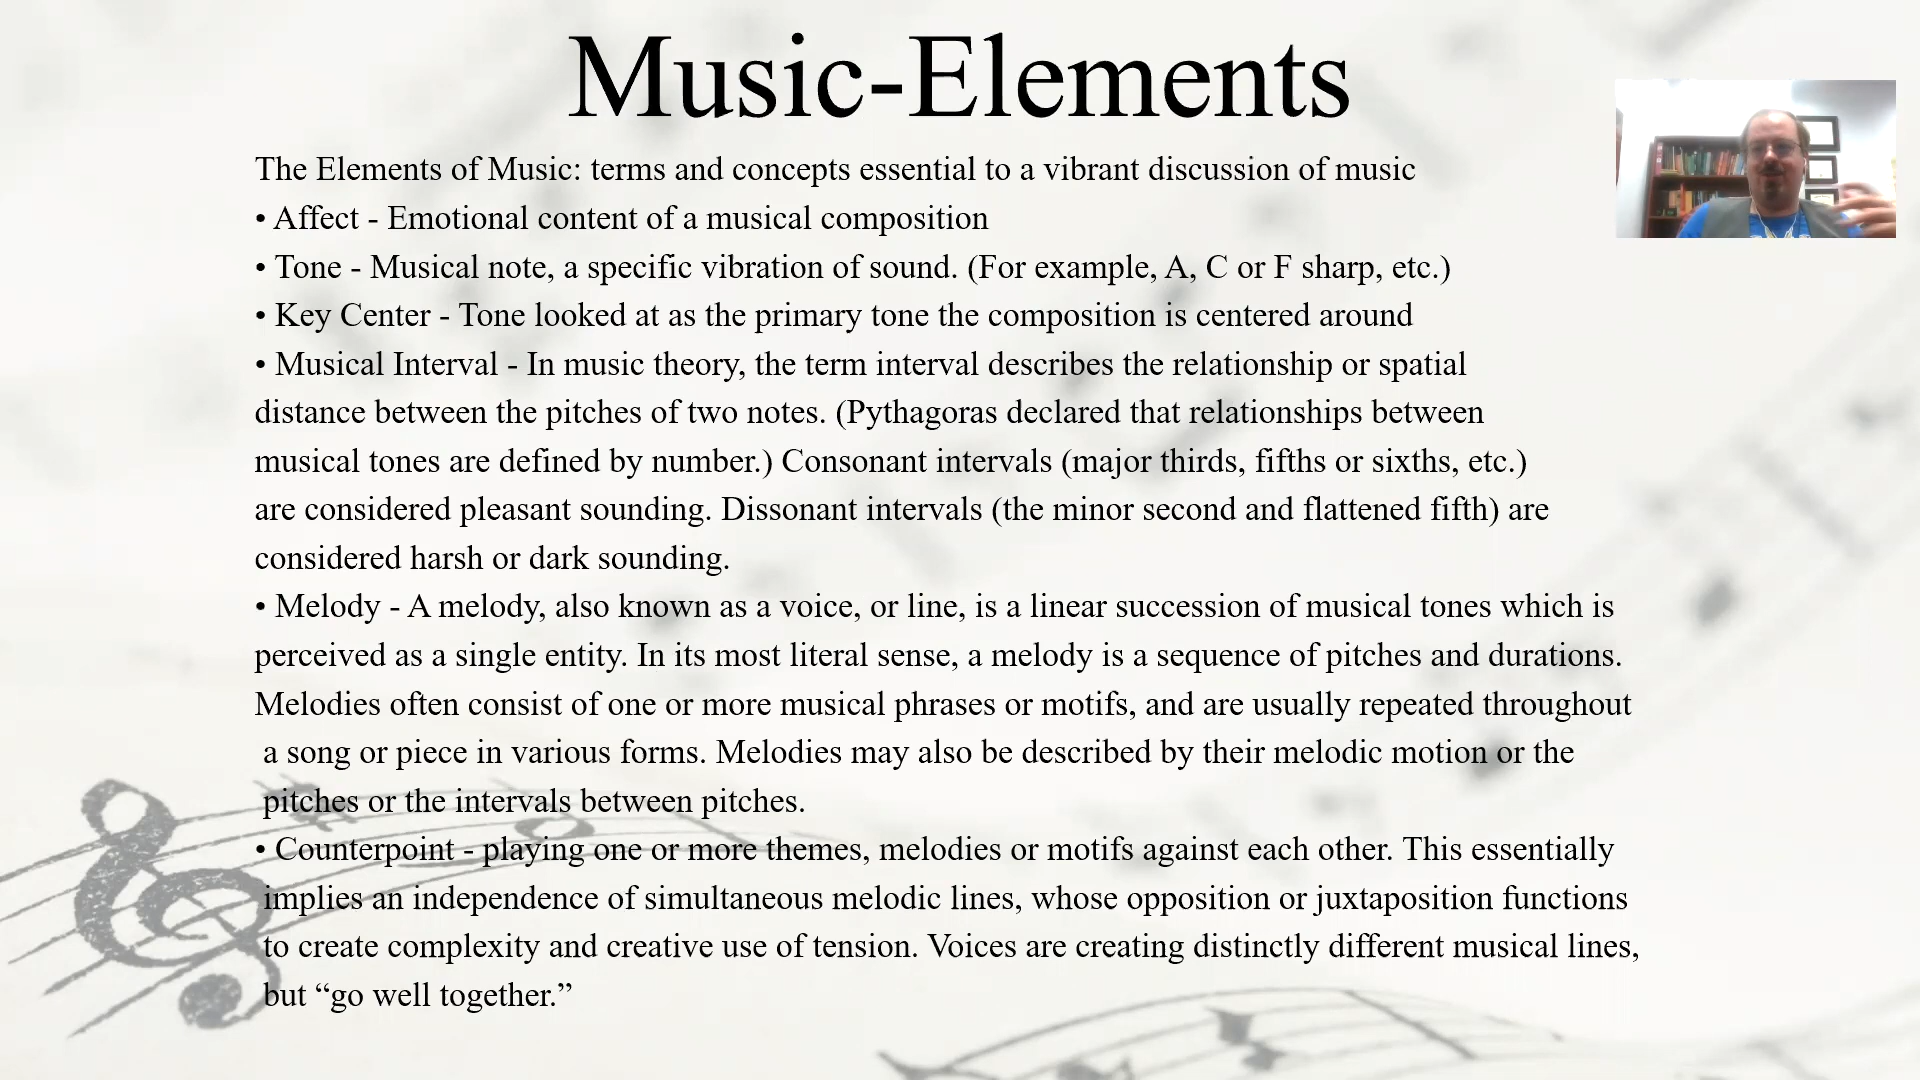 Music-Elements
The Elements of Music: terms and concepts essential to a vibrant discussion of music
• Affect - Emotional content of a musical composition
• Tone - Musical note, a specific vibration of sound. (For example, A, C or F sharp, etc.)
• Key Center - Tone looked at as the primary tone the composition is centered around
• Musical Interval - In music theory, the term interval describes the relationship or spatial
distance between the pitches of two notes. (Pythagoras declared that relationships between
musical tones are defined by number.) Consonant intervals (major thirds, fifths or sixths, etc.)
are considered pleasant sounding. Dissonant intervals (the minor second and flattened fifth) are
considered harsh or dark sounding.
• Melody - A melody, also known as a voice, or line, is a linear succession of musical tones which is
perceived as a single entity. In its most literal sense, a melody is a sequence of pitches and durations.
Melodies often consist of one or more musical phrases or motifs, and are usually repeated throughout
a song or piece in various forms. Melodies may also be described by their melodic motion or the
pitches or the intervals between pitches.
• Counterpoint - playing one or more themes, melodies or motifs against each other. This essentially
implies an independence of simultaneous melodic lines, whose opposition or juxtaposition functions
to create complexity and creative use of tension. Voices are creating distinctly different musical lines,
but “go well together.”